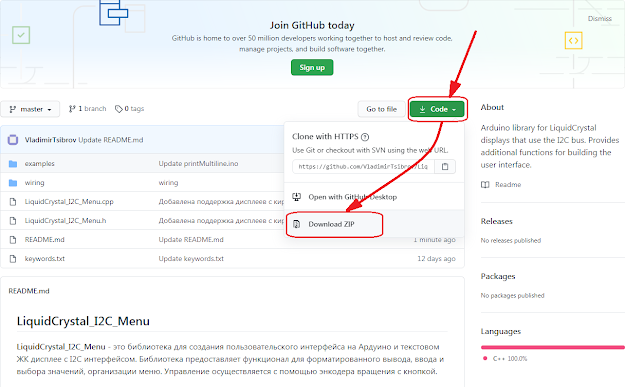 Join GitHub today
Dismiss
GitHub is home to over 50 million developers working together to host and review code,
manage projects, and build software together.
Sign up
master
1 branch
0 tags
Go to file
Code
VladimirTsibrov Update README.md
examples Update printMultiline.ino
wiring wiring
LiquidCrystal_I2C_Menu.cpp Добавлена поддержка дисплеев с кир
LiquidCrystal_I2C_Menu.h Добавлена поддержка дисплеев с кир
README.md Update README.md 1 minute ago
keywords.txt Update keywords.txt 12 days ago
Clone with HTTPS
Use Git or checkout with SVN using the web URL.
https://github.com/VladimirTsibrov/Liq
Open with GitHub Desktop
Download ZIP
About
Arduino library for LiquidCrystal
displays that use the I2C bus. Provides
additional functions for building the
user interface.
Readme
Releases
No releases published
Packages
No packages published
Languages
C++ 100.0%
README.md
LiquidCrystal_I2C_Menu
LiquidCrystal_I2C_Menu - это библиотека для создания пользовательского интерфейса на Ардуино и текстовом
ЖК дисплее с I2C интерфейсом. Библиотека предоставляет функционал для форматированного вывода, ввода и
выбора значений, организации меню. Управление осуществляется с помощью энкодера вращения с кнопкой.